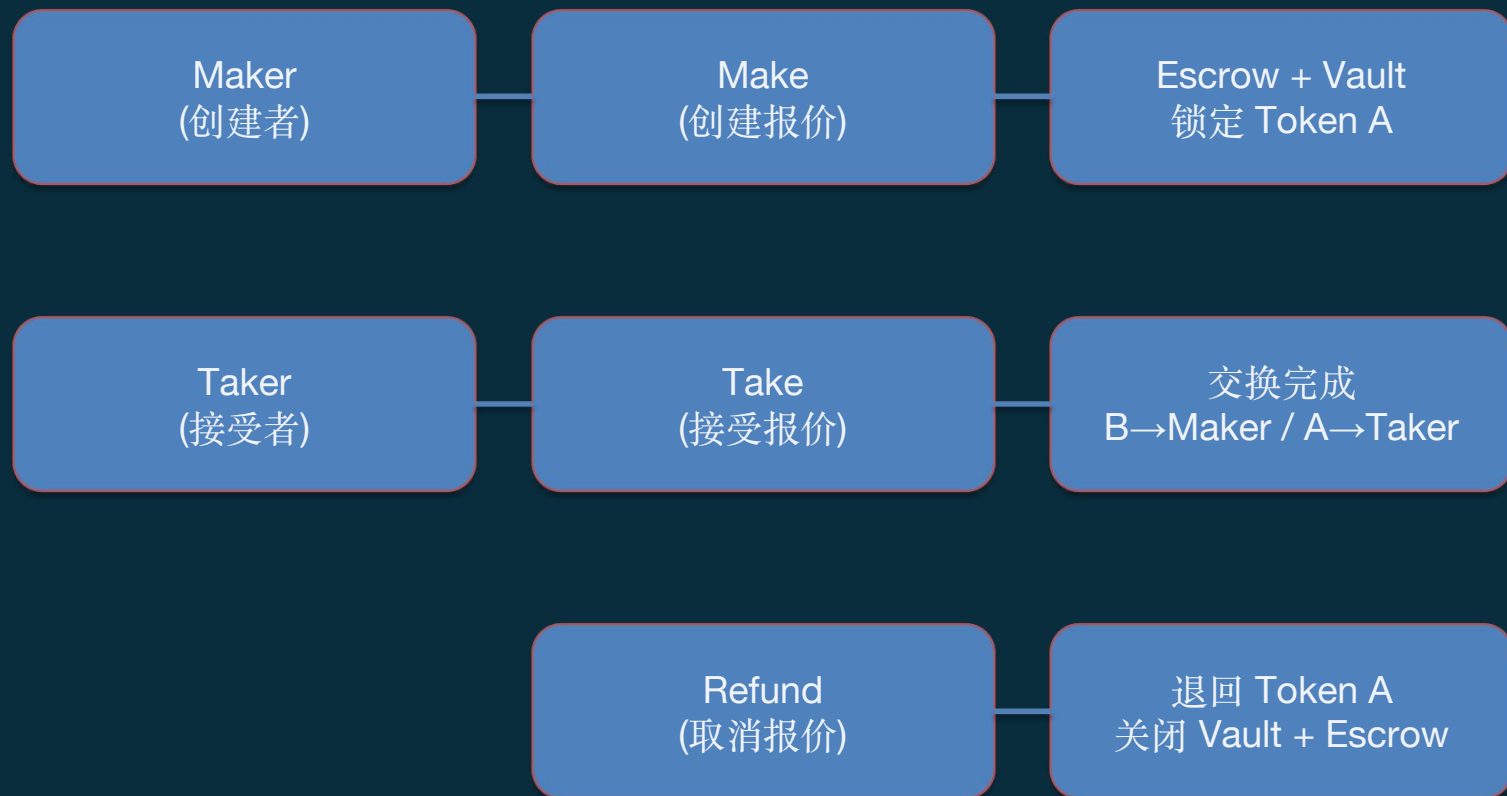 Maker
(创建者)
Make
(创建报价)
Escrow + Vault
锁定 Token A
Taker
(接受者)
Take
(接受报价)
交换完成
B→Maker / A→Taker
Refund
(取消报价)
退回 Token A
关闭 Vault + Escrow